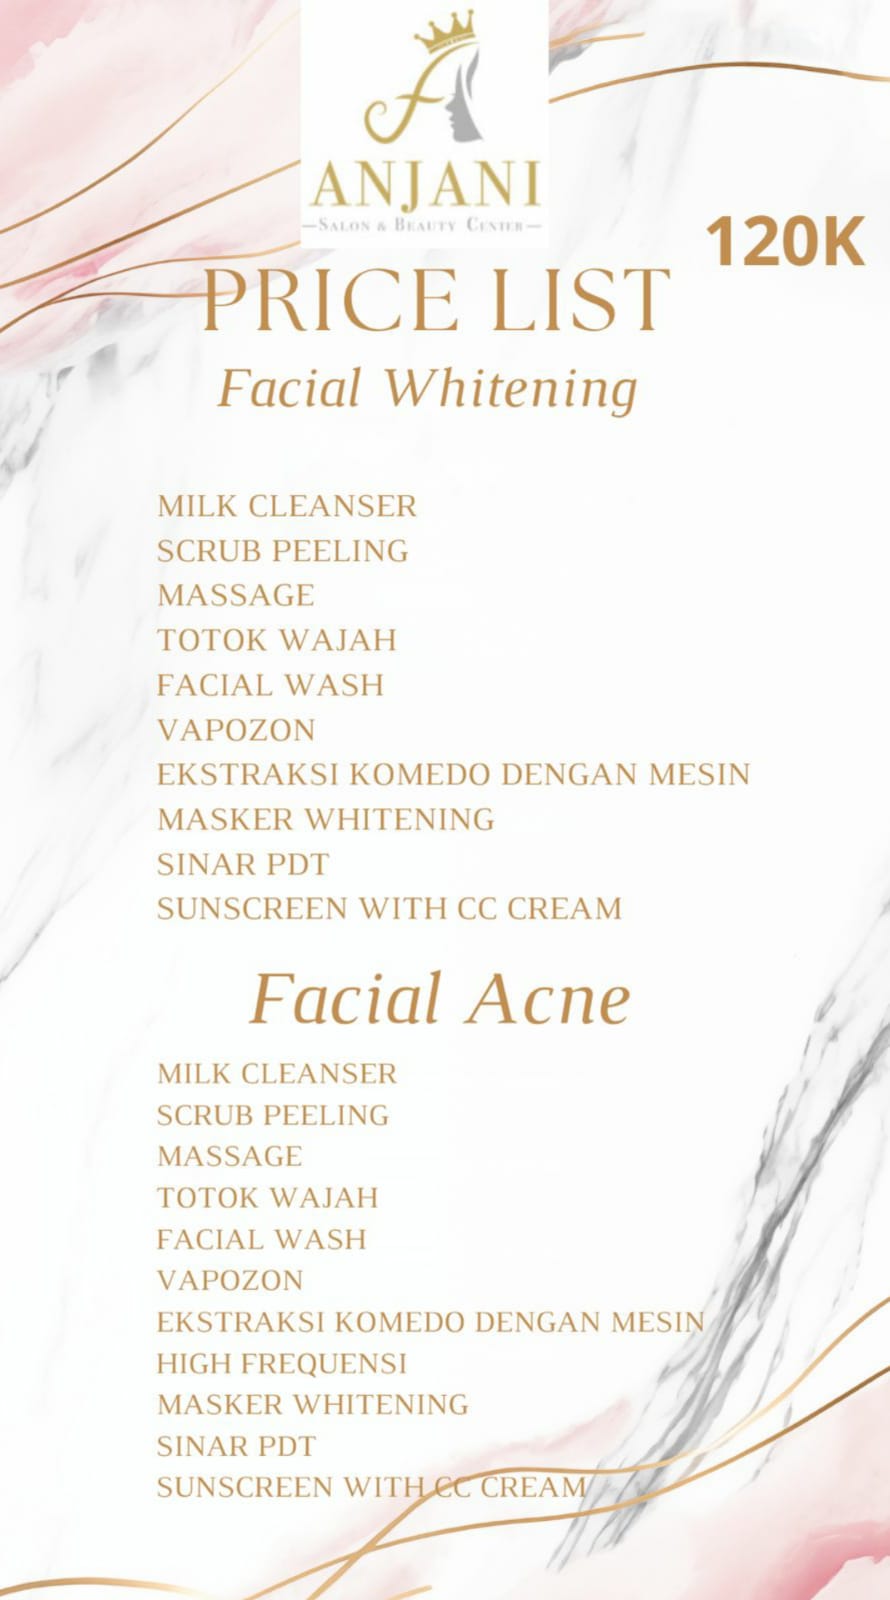 ANJANI
SALON & BEAUTY CENTER
120K
PRICE LIST
Facial Whitening
MILK CLEANSER
SCRUB PEELING
MASSAGE
TOTOK WAJAH
FACIAL WASH
VAPOZON
EKSTRAKSI KOMEDO DENGAN MESIN
MASKER WHITENING
SINAR PDT
SUNSCREEN WITH CC CREAM
Facial Acne
MILK CLEANSER
SCRUB PEELING
MASSAGE
TOTOK WAJAH
FACIAL WASH
VAPOZON
EKSTRAKSI KOMEDO DENGAN MESIN
HIGH FREQUENSI
MASKER WHITENING
SINAR PDT
SUNSCREEN WITH CC CREAM